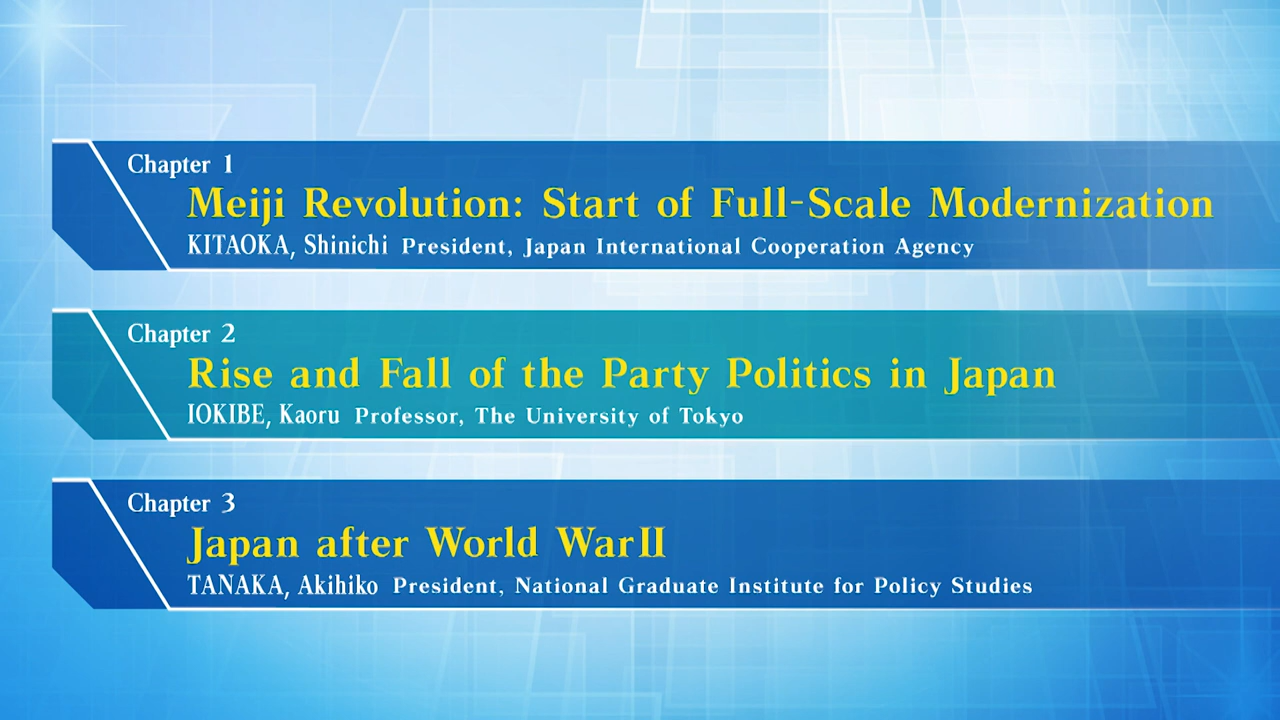 Chapter 1
Meiji Revolution: Start of Full-Scale Modernization
KITAOKA, Shinichi President, Japan International Cooperation Agency
Chapter 2
Rise and Fall of the Party Politics in Japan
IOKIBE, Kaoru Professor, The University of Tokyo
Chapter 3
Japan after World War II
TANAKA, Akihiko President, National Graduate Institute for Policy Studies